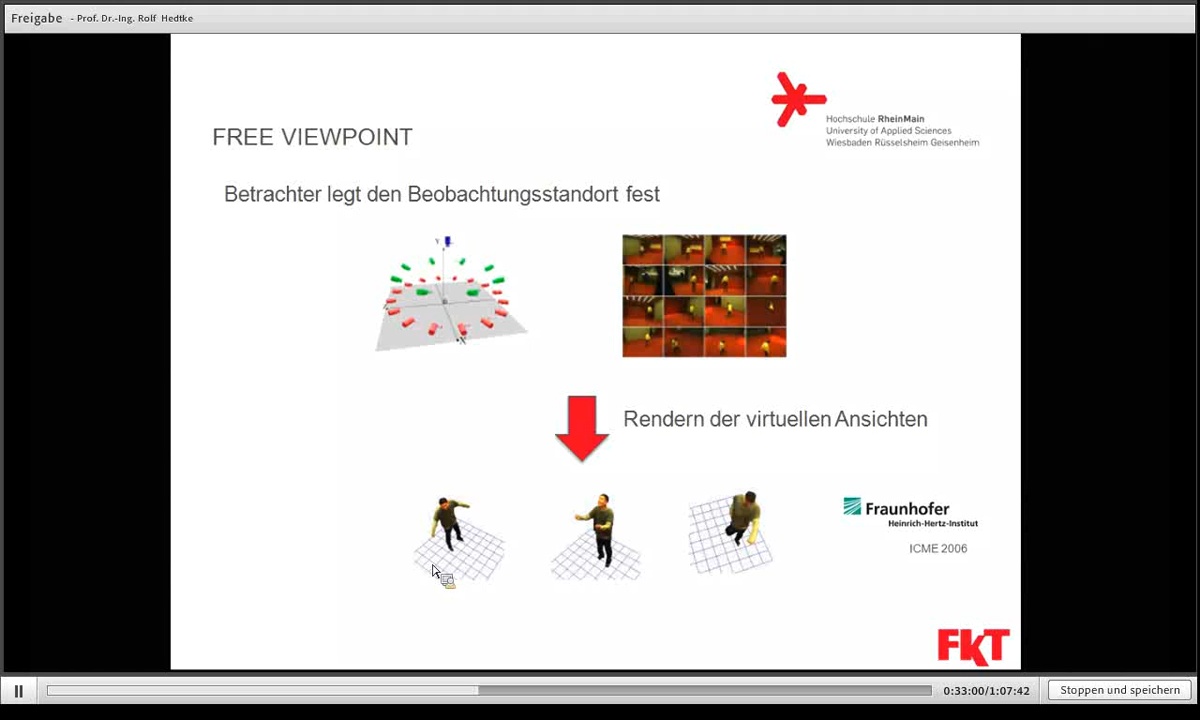 Freigabe - Prof. Dr.-Ing. Rolf Hedtke
Hochschule RheinMain
University of Applied Sciences
Wiesbaden Rüsselsheim Geisenheim
FREE VIEWPOINT
Betrachter legt den Beobachtungsstandort fest
Y
X
Rendern der virtuellen Ansichten
Fraunhofer
Heinrich-Hertz-Institut
ICME 2006
FKT
0:33:00/1:07:42
Stoppen und speichern